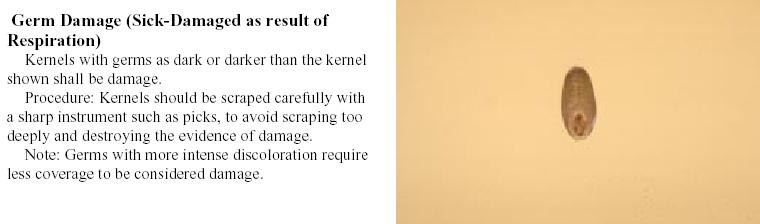 Germ Damage (Sick-Damaged as result of
Respiration)
Kernels with germs as dark or darker than the kernel
shown shall be damage.
Procedure: Kernels should be scraped carefully with
a sharp instrument such as picks, to avoid scraping too
deeply and destroying the evidence of damage.
Note: Germs with more intense discoloration require
less coverage to be considered damage.